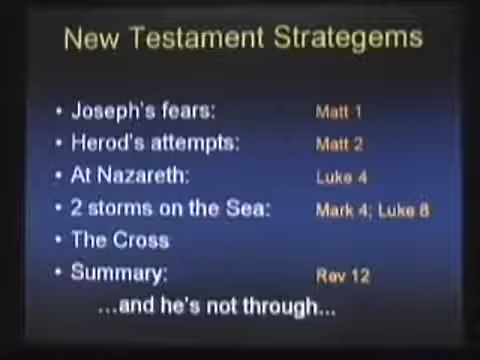 New Testament Strategems
• Joseph's fears: Matt 1
• Herod's attempts: Matt 2
• At Nazareth: Luke 4
• 2 storms on the Sea: Mark 4; Luke 8
• The Cross
• Summary: Rev 12
...and he's not through...